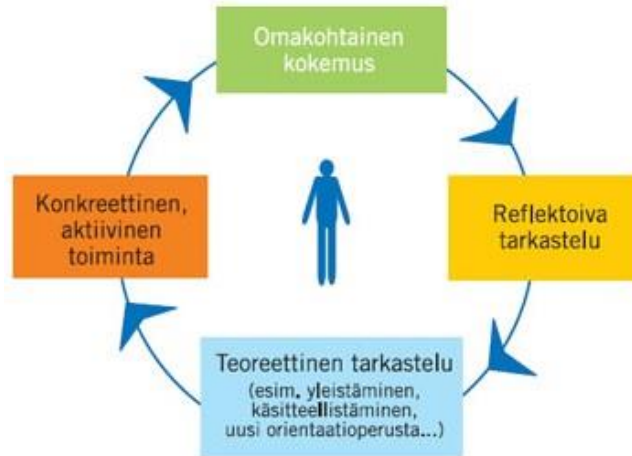 Omakohtainen
kokemus
Reflektoiva
tarkastelu
Teoreettinen tarkastelu
(esim. yleistäminen,
käsitteellistäminen,
uusi orientaatioperusta...)
Konkreettinen,
aktiivinen
toiminta